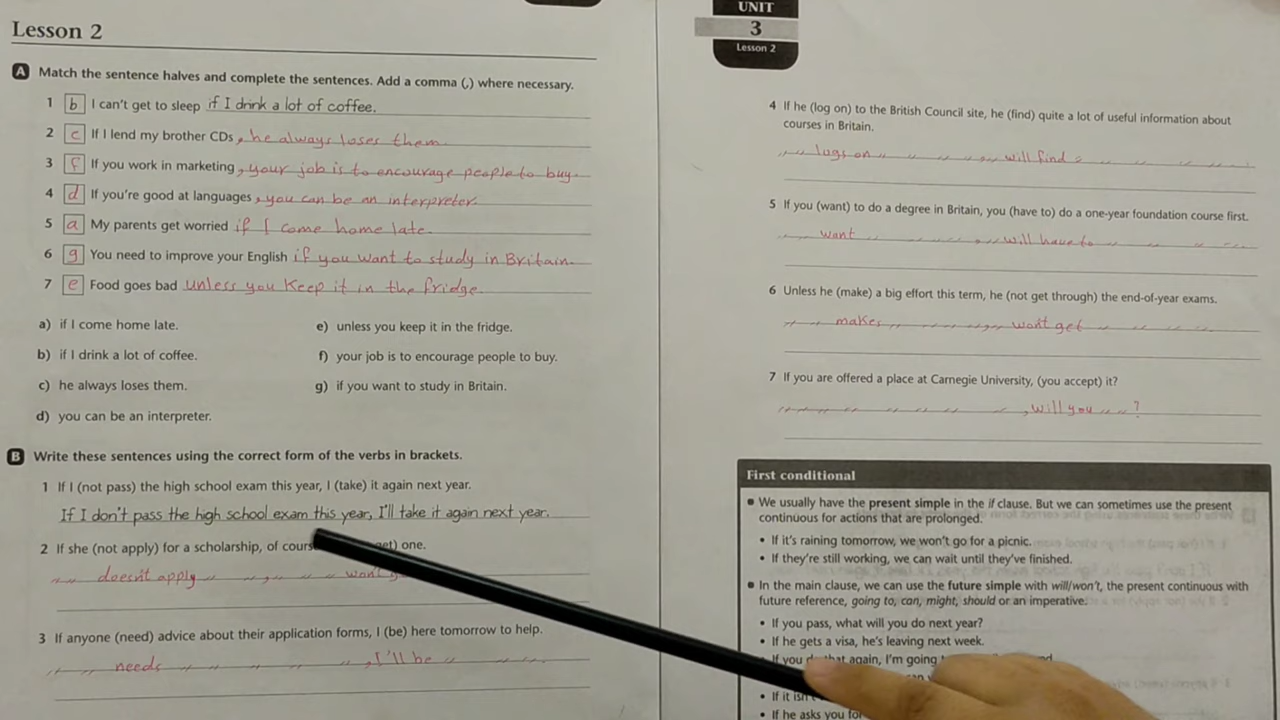 Lesson 2
A Match the sentence halves and complete the sentences. Add a comma (,) where necessary.
1 b I can't get to sleep if I drink a lot of coffee.
2 c If I lend my brother CDs, he always loses them.
3 f If you work in marketing, your job is to encourage people to buy.
4 d If you're good at languages, you can be an interpreter.
5 a My parents get worried if I come home late.
6 g You need to improve your English if you want to study in Britain.
7 e Food goes bad unless you keep it in the fridge.
a) if I come home late.
b) if I drink a lot of coffee.
c) he always loses them.
d) you can be an interpreter.
e) unless you keep it in the fridge.
f) your job is to encourage people to buy.
g) if you want to study in Britain.
B Write these sentences using the correct form of the verbs in brackets.
1 If I (not pass) the high school exam this year, I (take) it again next year.
If I don't pass the high school exam this year, I'll take it again next year.
2 If she (not apply) for a scholarship, of get) one.
" " doesn't apply " " , " " won't
3 If anyone (need) advice about their application forms, I (be) here tomorrow to help.
" " needs " " " " " , I'll be " "
UNIT
3
Lesson 2
4 If he (log on) to the British Council site, he (find) quite a lot of useful information about
courses in Britain.
" " logs on " " " " , " will find " " " " "
5 If you (want) to do a degree in Britain, you (have to) do a one-year foundation course first.
" " want " " " " " , " will have to " " " "
6 Unless he (make) a big effort this term, he (not get through) the end-of-year exams.
" " makes " " " " " , " won't get " " " "
7 If you are offered a place at Carnegie University, (you accept) it?
" " " " " " " " , will you " " ?
First conditional
• We usually have the present simple in the if clause. But we can sometimes use the present
continuous for actions that are prolonged.
• If it's raining tomorrow, we won't go for a picnic.
• If they're still working, we can wait until they've finished.
• In the main clause, we can use the future simple with will/won't, the present continuous with
future reference, going to, can, might, should or an imperative.
• If you pass, what will you do next year?
• If he gets a visa, he's leaving next week.
• If you again, I'm going
• If it
• If he asks you